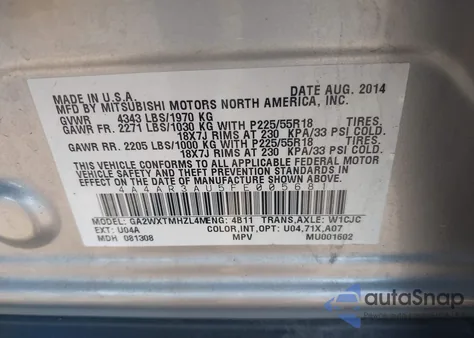 MADE IN U.S.A. DATE AUG. 2014
BY MITSUBISHI MOTORS NORTH AMERICA, INC.
GVWR 4343 LBS/1970 KG
GAWR FR. 2271 LBS/1030 KG WITH P225/55R18 TIRES,
18X7J RIMS AT 230 KPA/33 PSI COLD.
GAWR RR. 2205 LBS/1000 KG WITH P225/55R18 TIRES,
18X7J RIMS AT 230 KPA/33 PSI COLD.
THIS VEHICLE CONFORMS TO ALL APPLICABLE FEDERAL MOTOR
VEHICLE SAFETY, BUMPER, AND THEFT PREVENTION STANDARDS
IN EFFECT ON THE DATE OF MANUFACTURE SHOWN ABOVE.
4A4AR3AU5FE005681
MODEL: GA2WXTMHZL4M ENG: 4B11 TRANS,AXLE: W1CJC
EXT: U04A COLOR,INT,OPT: U04,71X,A07
MDH 081308 MPV MU001602
autoSnap